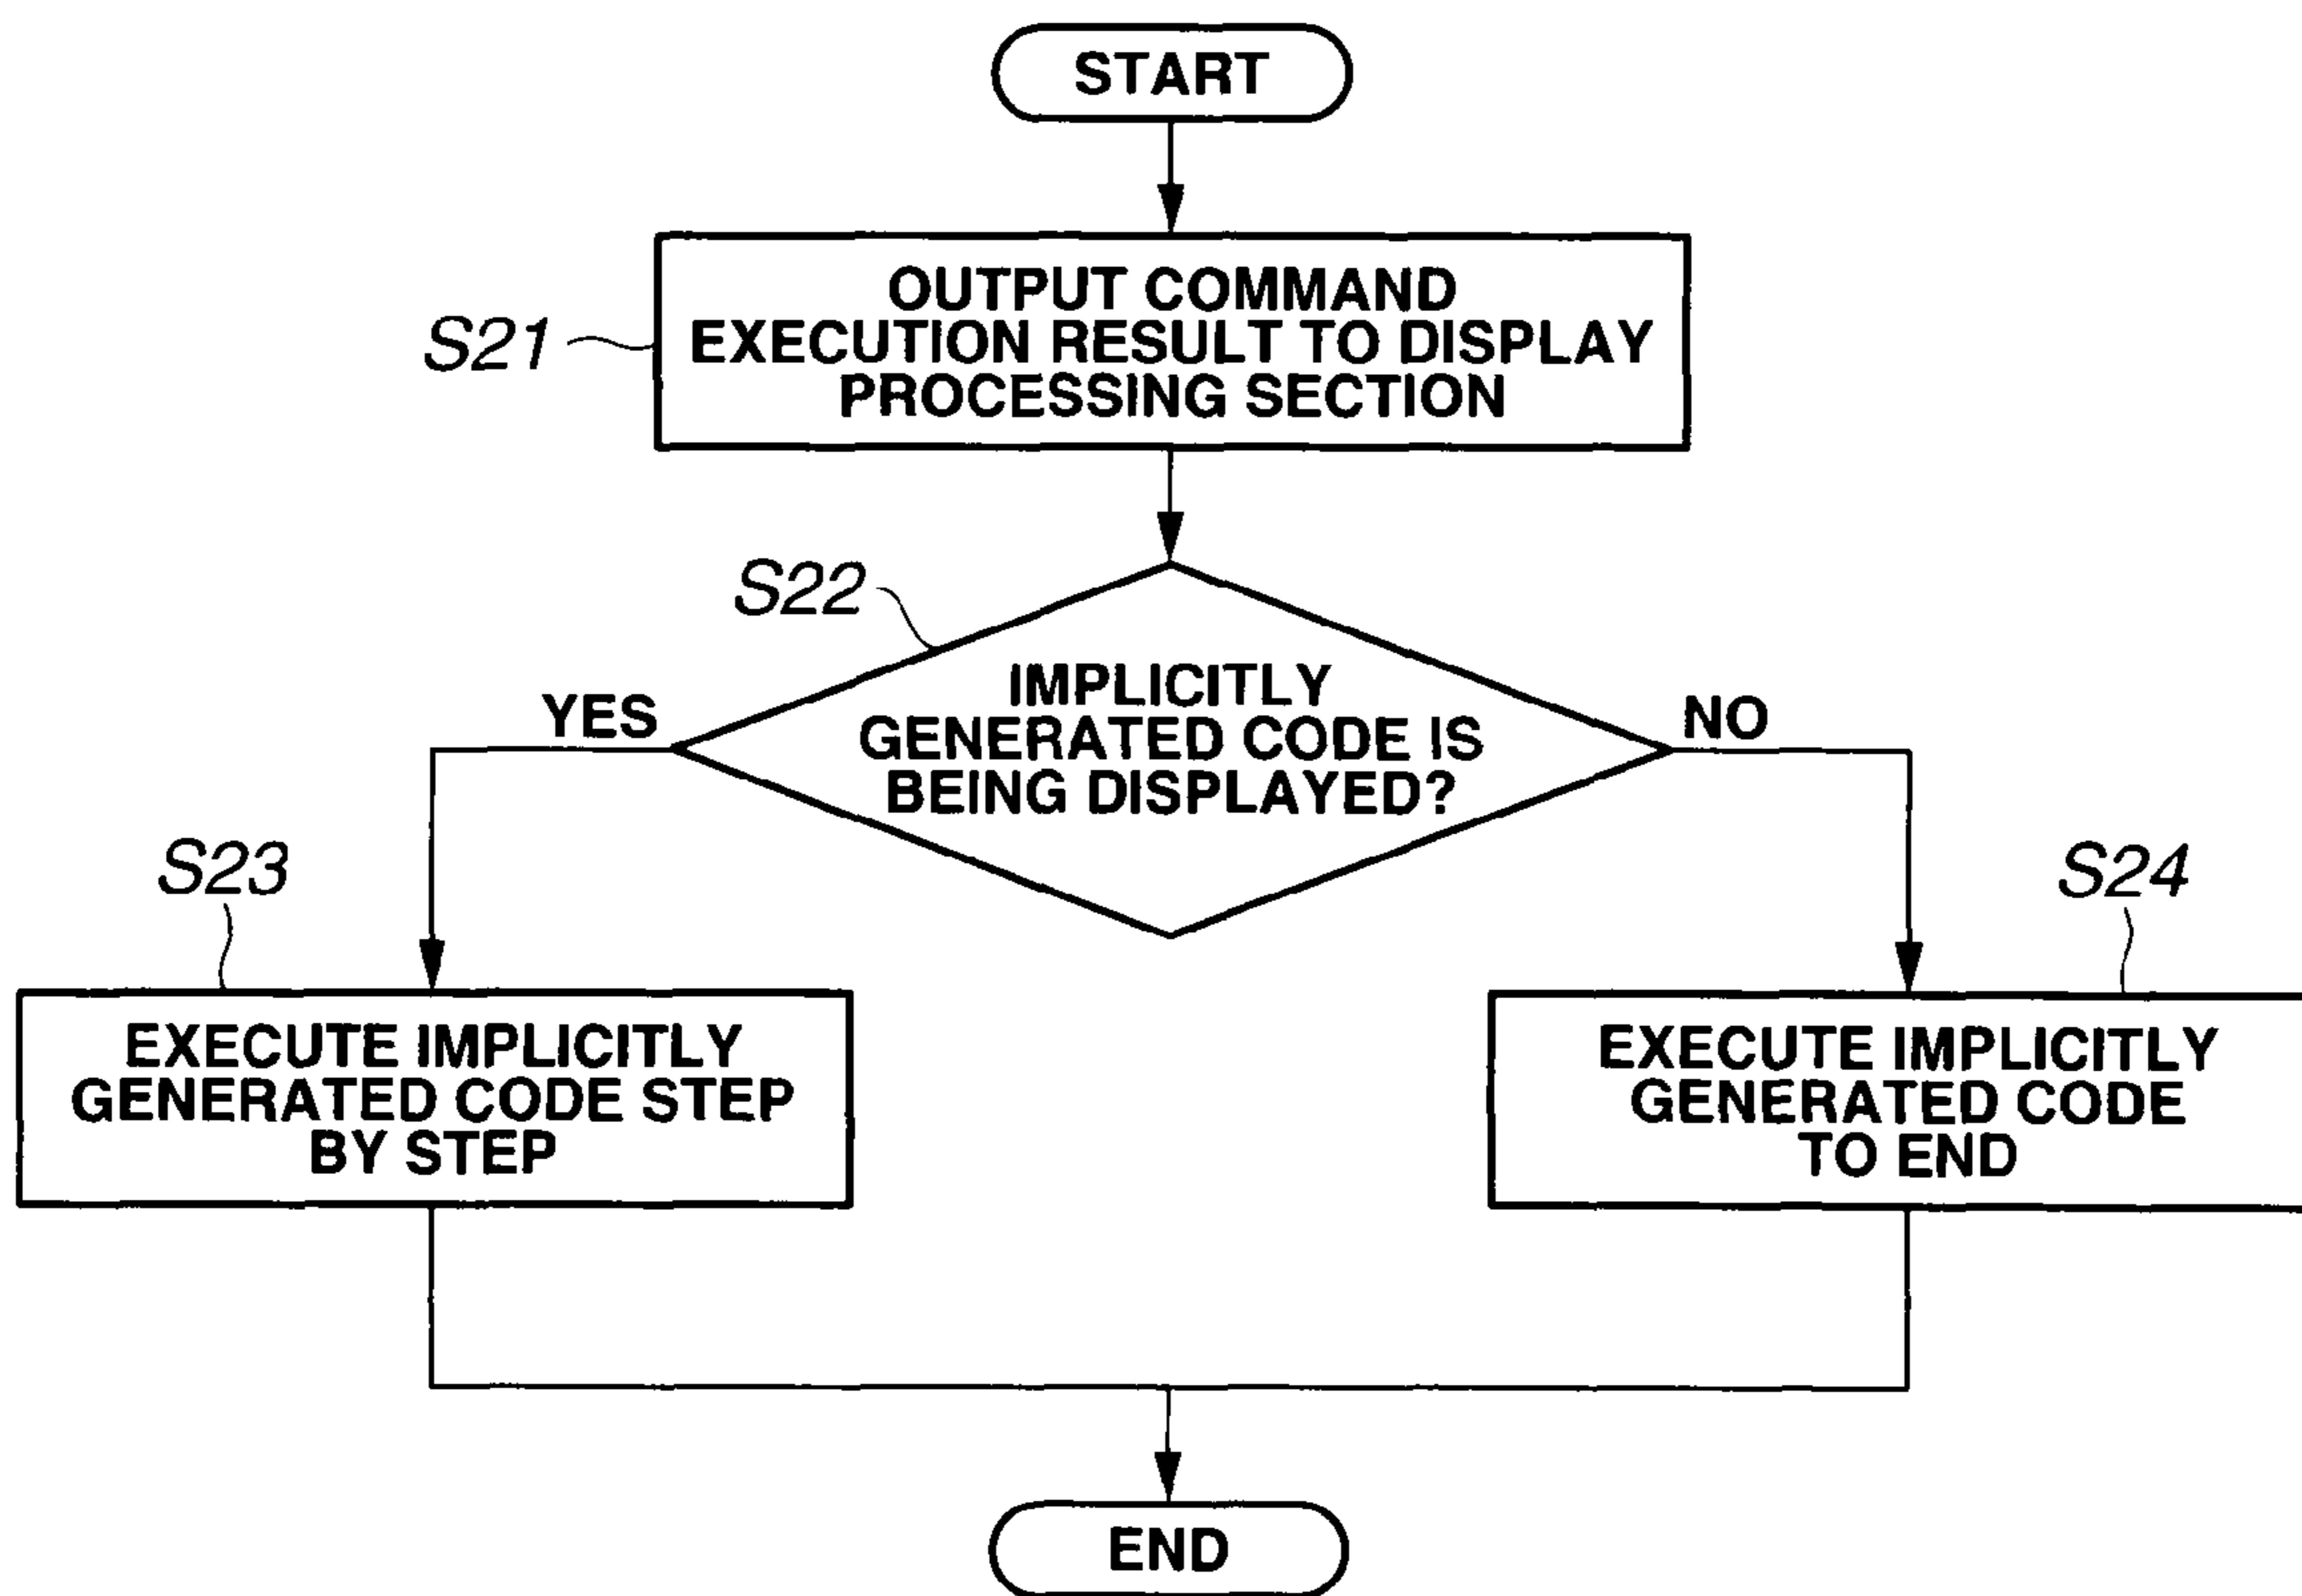 START
OUTPUT COMMAND
EXECUTION RESULT TO DISPLAY
PROCESSING SECTION
S21
S22
IMPLICITLY
GENERATED CODE IS
BEING DISPLAYED?
YES
NO
S23
S24
EXECUTE IMPLICITLY
GENERATED CODE STEP
BY STEP
EXECUTE IMPLICITLY
GENERATED CODE
TO END
END